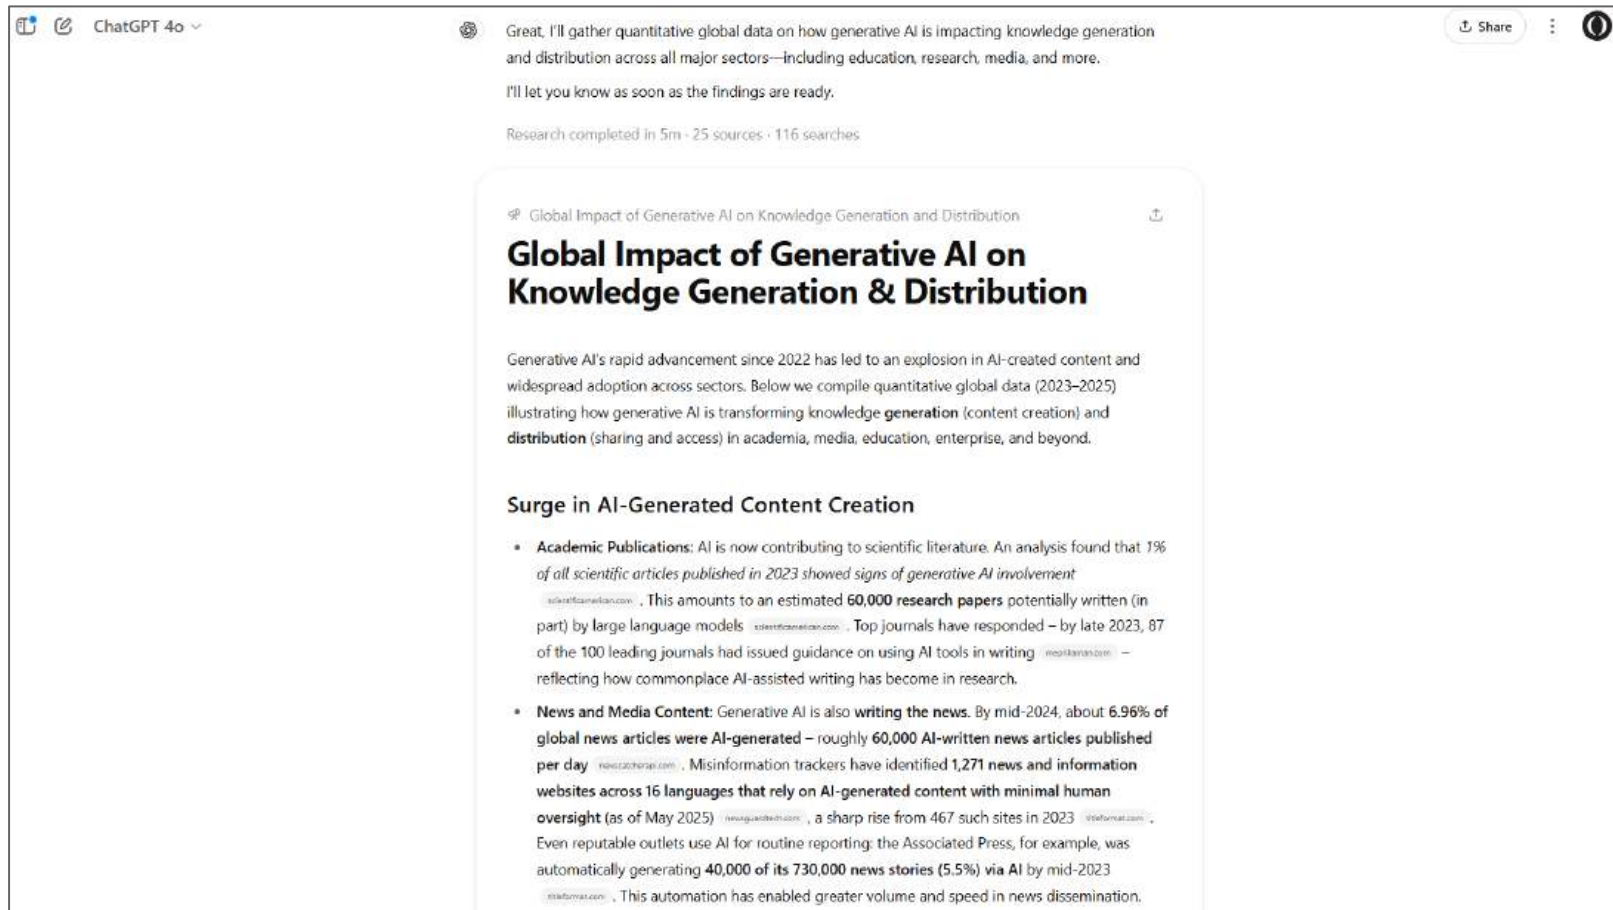 ChatGPT 4o
Share
Great, I'll gather quantitative global data on how generative AI is impacting knowledge generation
and distribution across all major sectors—including education, research, media, and more.
I'll let you know as soon as the findings are ready.
Research completed in 5m · 25 sources · 116 searches
Global Impact of Generative AI on Knowledge Generation and Distribution
Global Impact of Generative AI on
Knowledge Generation & Distribution
Generative AI's rapid advancement since 2022 has led to an explosion in AI-created content and
widespread adoption across sectors. Below we compile quantitative global data (2023–2025)
illustrating how generative AI is transforming knowledge generation (content creation) and
distribution (sharing and access) in academia, media, education, enterprise, and beyond.
Surge in AI-Generated Content Creation
• Academic Publications: AI is now contributing to scientific literature. An analysis found that 1%
of all scientific articles published in 2023 showed signs of generative AI involvement
scientificamerican.com . This amounts to an estimated 60,000 research papers potentially written (in
part) by large language models scientificamerican.com . Top journals have responded – by late 2023, 87
of the 100 leading journals had issued guidance on using AI tools in writing –
reflecting how commonplace AI-assisted writing has become in research.
• News and Media Content: Generative AI is also writing the news. By mid-2024, about 6.96% of
global news articles were AI-generated – roughly 60,000 AI-written news articles published
per day newscatcherapi.com . Misinformation trackers have identified 1,271 news and information
websites across 16 languages that rely on AI-generated content with minimal human
oversight (as of May 2025) newsguardtech.com , a sharp rise from 467 such sites in 2023 .
Even reputable outlets use AI for routine reporting: the Associated Press, for example, was
automatically generating 40,000 of its 730,000 news stories (5.5%) via AI by mid-2023
. This automation has enabled greater volume and speed in news dissemination.